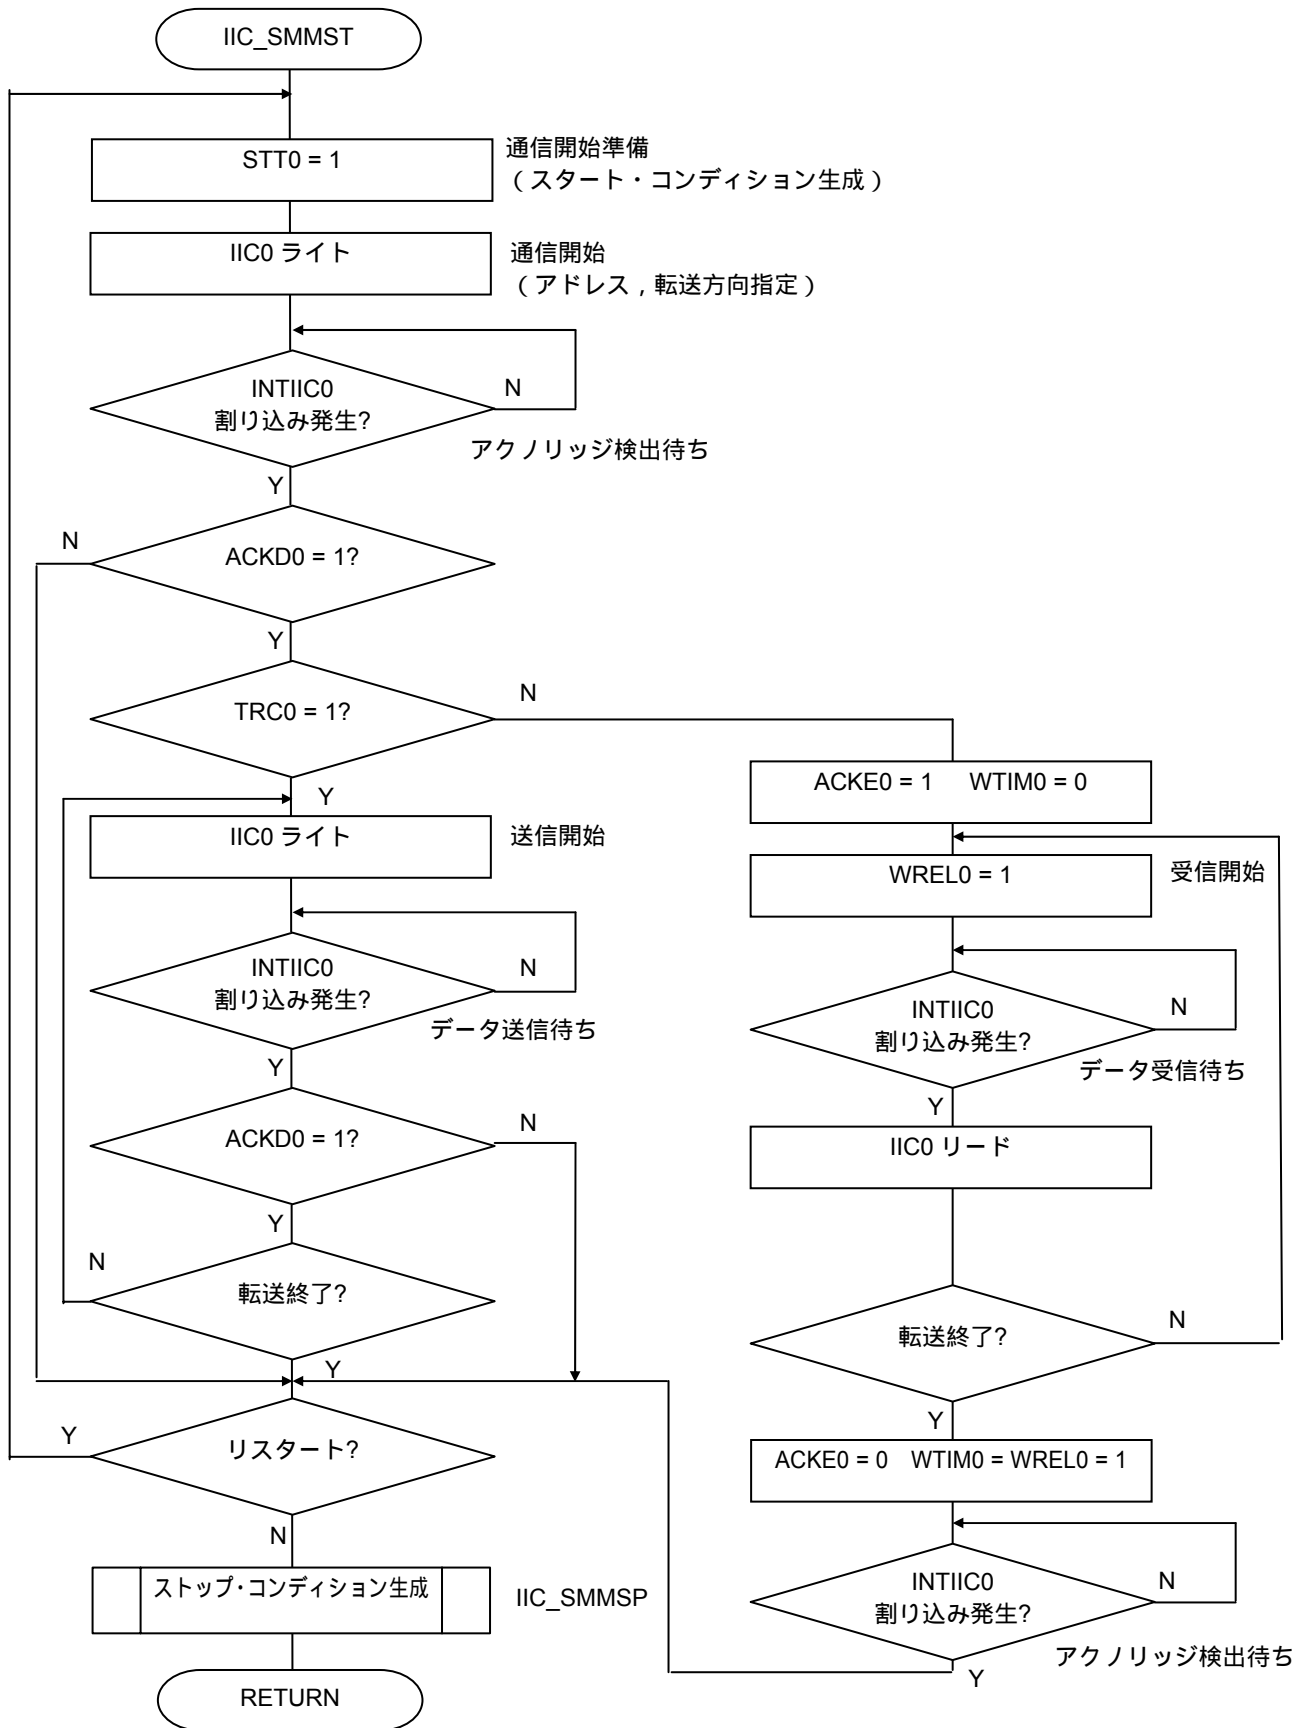 IIC_SMMST
STT0 = 1
通信開始準備
（スタート・コンディション生成）
IIC0 ライト
通信開始
（アドレス，転送方向指定）
INTIIC0
割り込み発生?
N
アクノリッジ検出待ち
Y
ACKD0 = 1?
N
Y
TRC0 = 1?
N
Y
IIC0 ライト
送信開始
INTIIC0
割り込み発生?
N
データ送信待ち
Y
ACKD0 = 1?
N
Y
転送終了?
N
Y
リスタート?
Y
N
ストップ・コンディション生成
IIC_SMMSP
RETURN
ACKE0 = 1 WTIM0 = 0
WREL0 = 1
受信開始
INTIIC0
割り込み発生?
N
データ受信待ち
Y
IIC0 リード
転送終了?
N
Y
ACKE0 = 0 WTIM0 = WREL0 = 1
INTIIC0
割り込み発生?
N
アクノリッジ検出待ち
Y